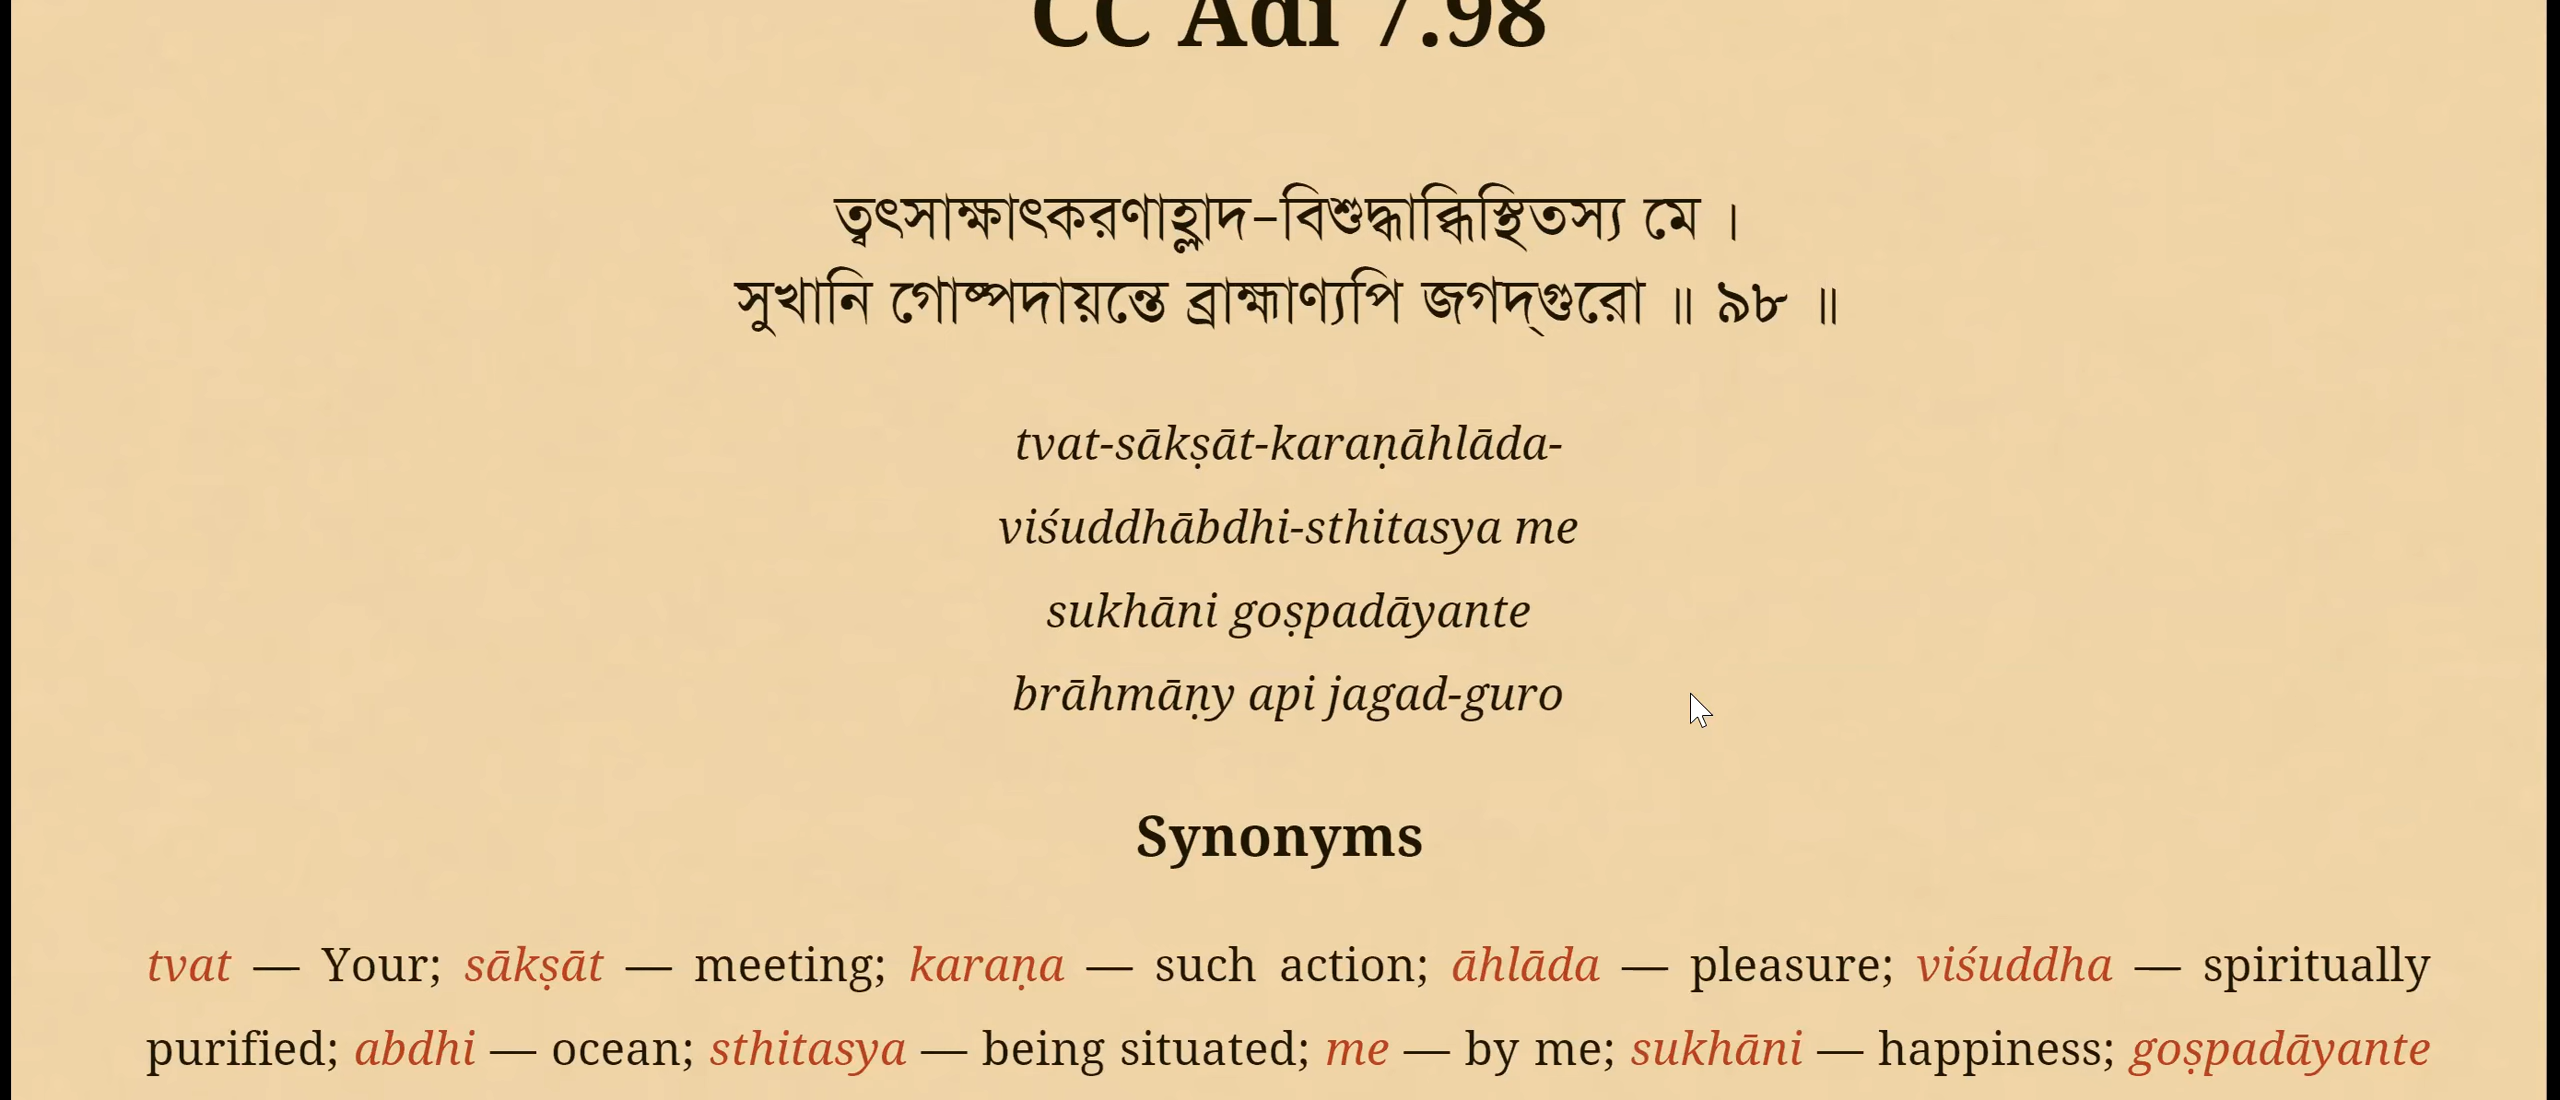 CC Ādi 7.98
ত্বৎসাক্ষাৎকরণাহ্লাদ-বিশুদ্ধাব্ধিস্থিতস্য মে ।
সুখানি গোষ্পদায়ন্তে ব্রাহ্মাণ্যপি জগদ্‌গুরো ॥ ৯৮ ॥
tvat-sākṣāt-karaṇāhlāda-
viśuddhābdhi-sthitasya me
sukhāni goṣpadāyante
brāhmāṇy api jagad-guro
Synonyms
tvat — Your; sākṣāt — meeting; karaṇa — such action; āhlāda — pleasure; viśuddha — spiritually
purified; abdhi — ocean; sthitasya — being situated; me — by me; sukhāni — happiness; goṣpadāyante